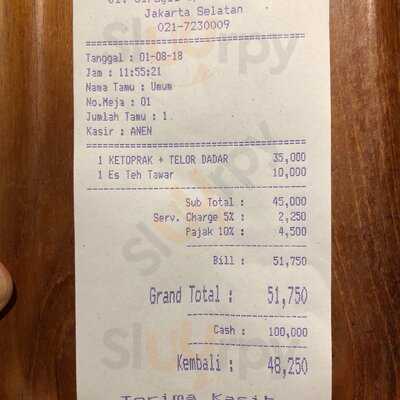 Jakarta Selatan
021-7230009
Tanggal : 01-08-18
Jam : 11:55:21
Nama Tamu : Umum
No.Meja : 01
Jumlah Tamu : 1
Kasir : ANEN
1 KETOPRAK + TELOR DADAR 35,000
1 Es Teh Tawar 10,000
Sub Total : 45,000
Serv. Charge 5% : 2,250
Pajak 10% : 4,500
Bill : 51,750
Grand Total : 51,750
Cash : 100,000
Kembali : 48,250
Terima Kasih